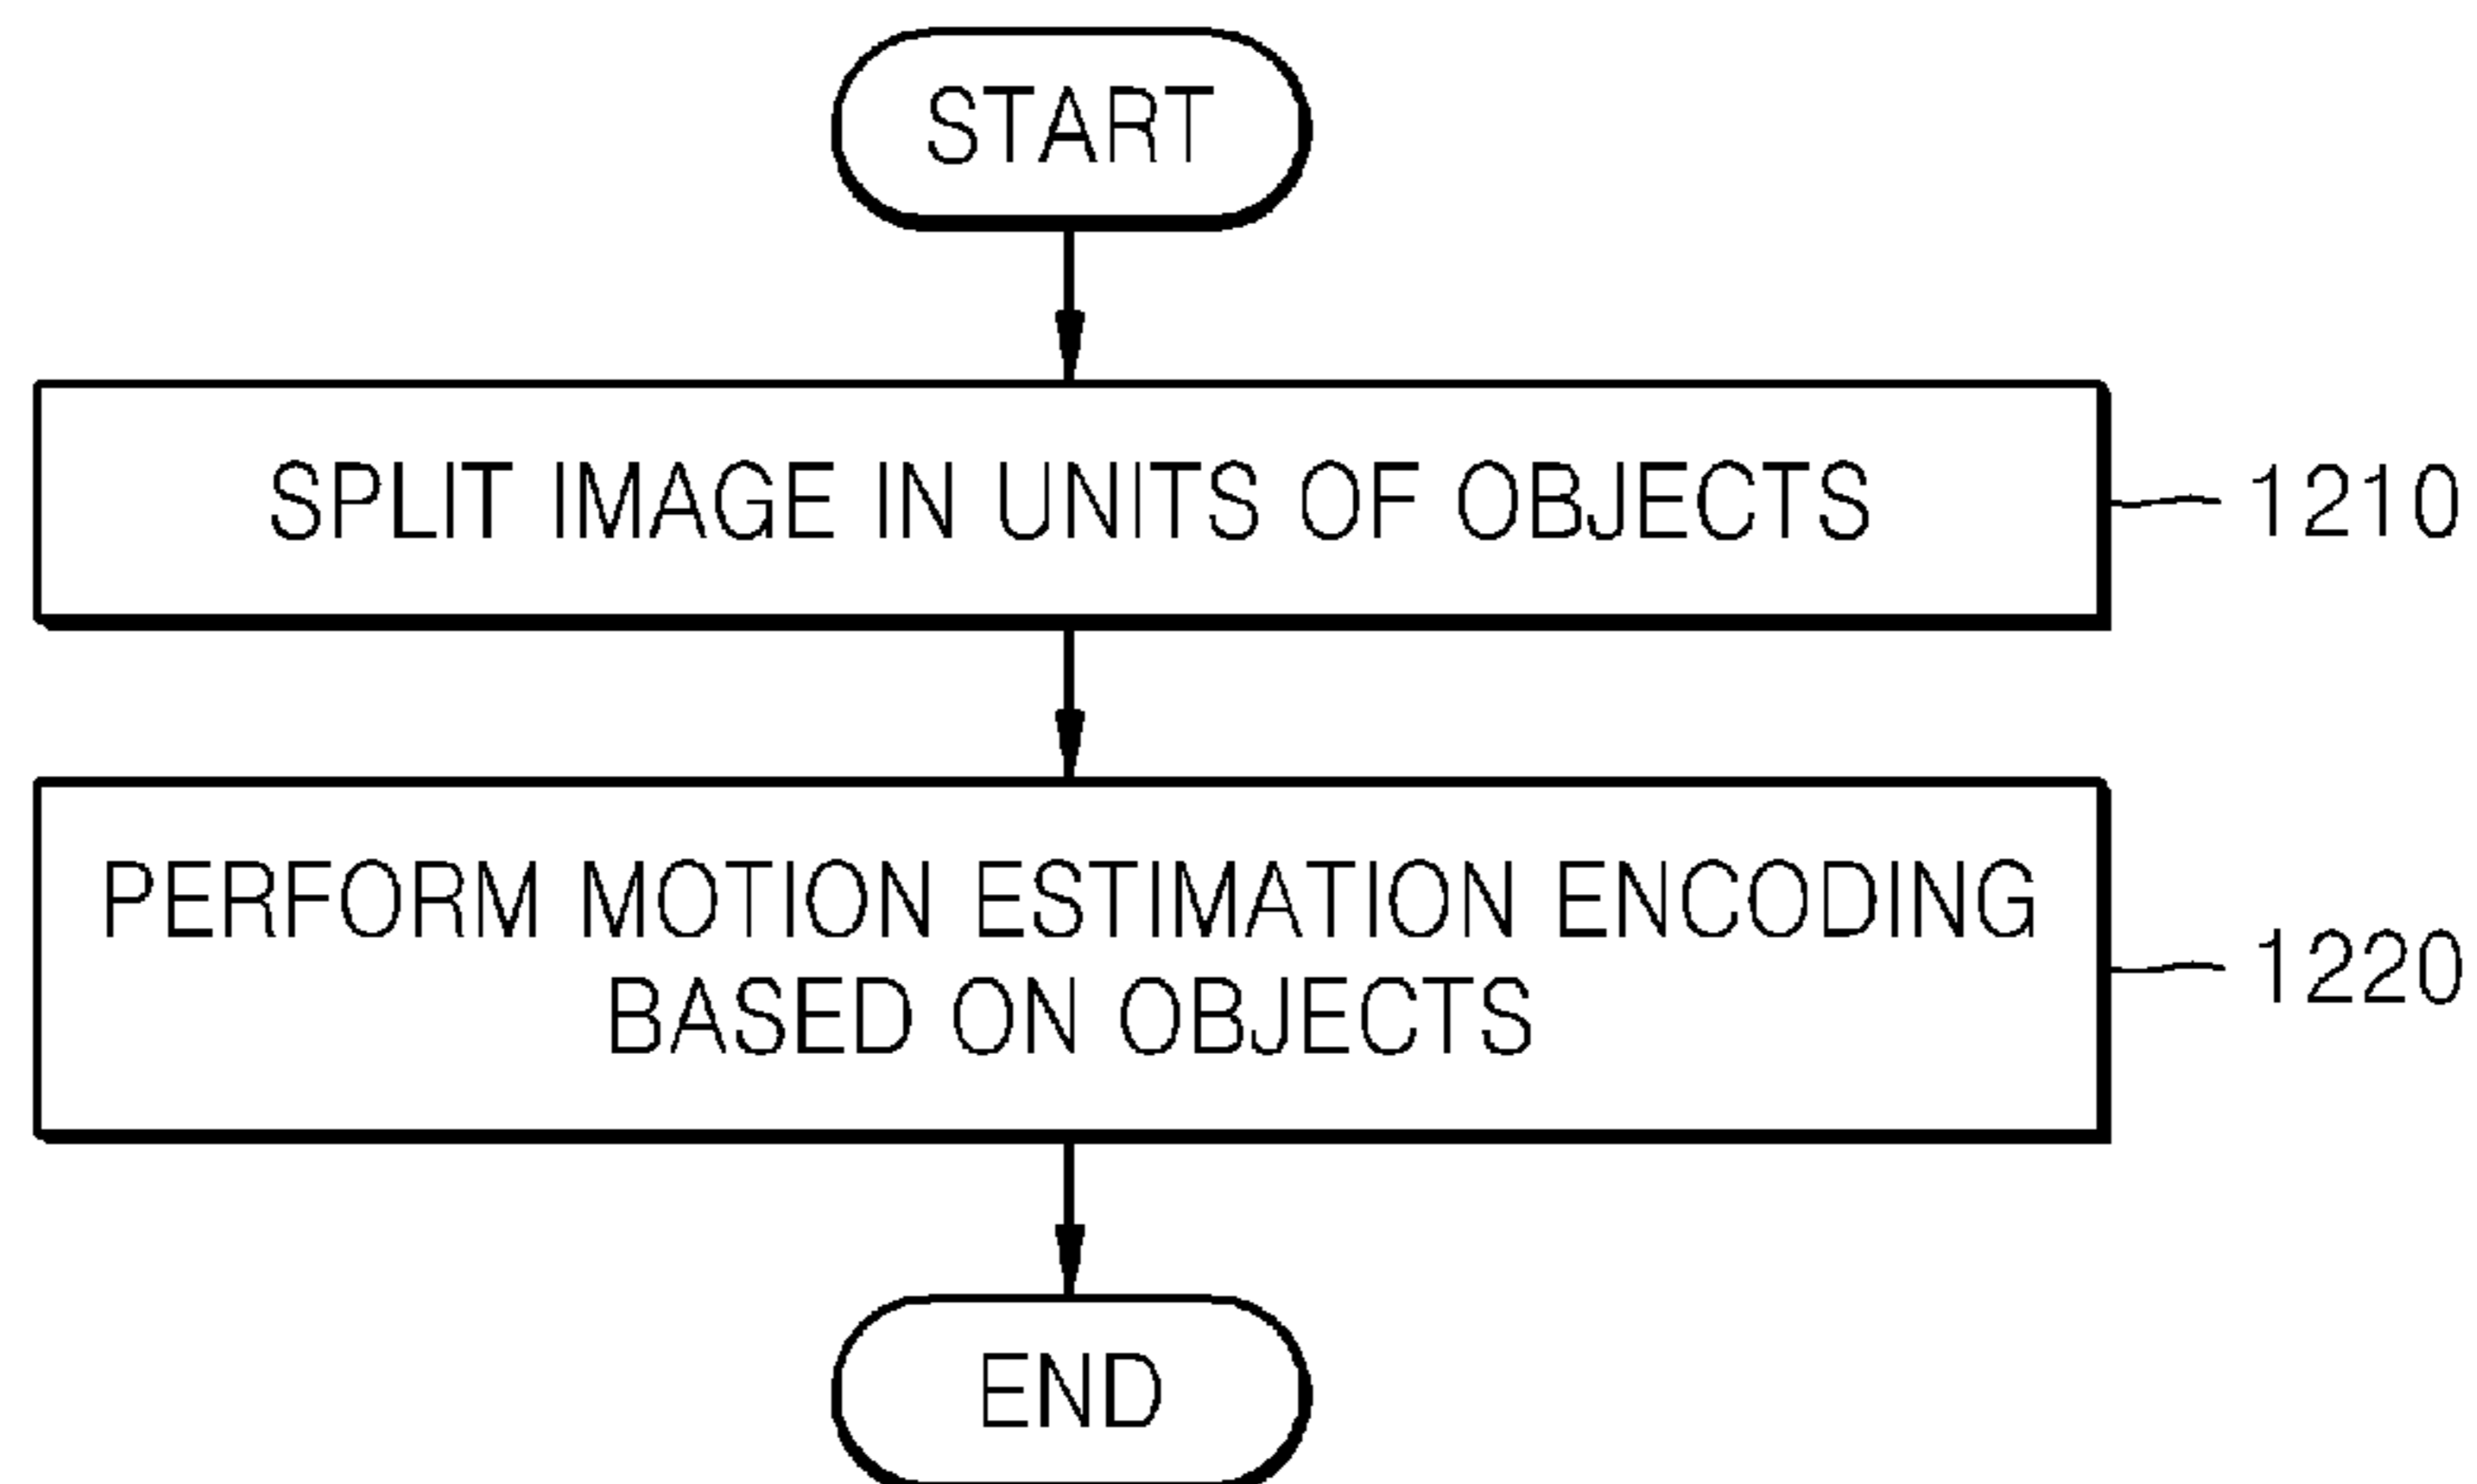 START
SPLIT IMAGE IN UNITS OF OBJECTS
1210
PERFORM MOTION ESTIMATION ENCODING
BASED ON OBJECTS
1220
END